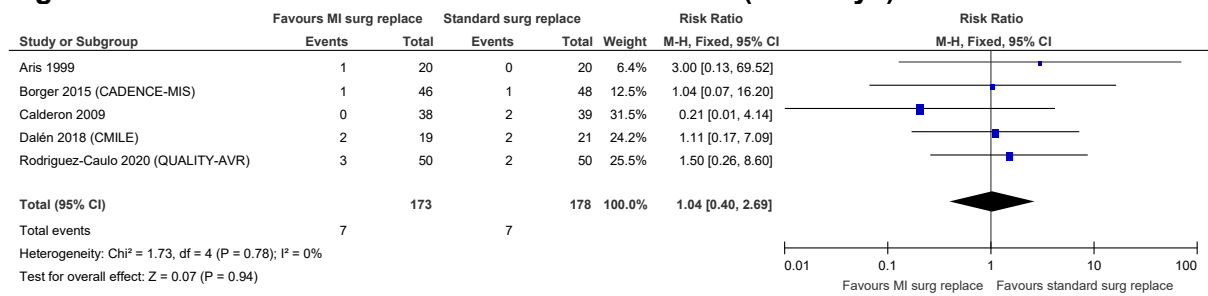 Favours MI surg replace Standard surg replace Risk Ratio Risk Ratio
Study or Subgroup Events Total Events Total Weight M-H, Fixed, 95% CI M-H, Fixed, 95% CI
Aris 1999 1 20 0 20 6.4% 3.00 [0.13, 69.52]
Borger 2015 (CADENCE-MIS) 1 46 1 48 12.5% 1.04 [0.07, 16.20]
Calderon 2009 0 38 2 39 31.5% 0.21 [0.01, 4.14]
Dalén 2018 (CMILE) 2 19 2 21 24.2% 1.11 [0.17, 7.09]
Rodriguez-Caulo 2020 (QUALITY-AVR) 3 50 2 50 25.5% 1.50 [0.26, 8.60]
Total (95% CI) 173 178 100.0% 1.04 [0.40, 2.69]
Total events 7 7
Heterogeneity: Chi² = 1.73, df = 4 (P = 0.78); I² = 0%
Test for overall effect: Z = 0.07 (P = 0.94)
0.01 0.1 1 10 100
Favours MI surg replace Favours standard surg replace